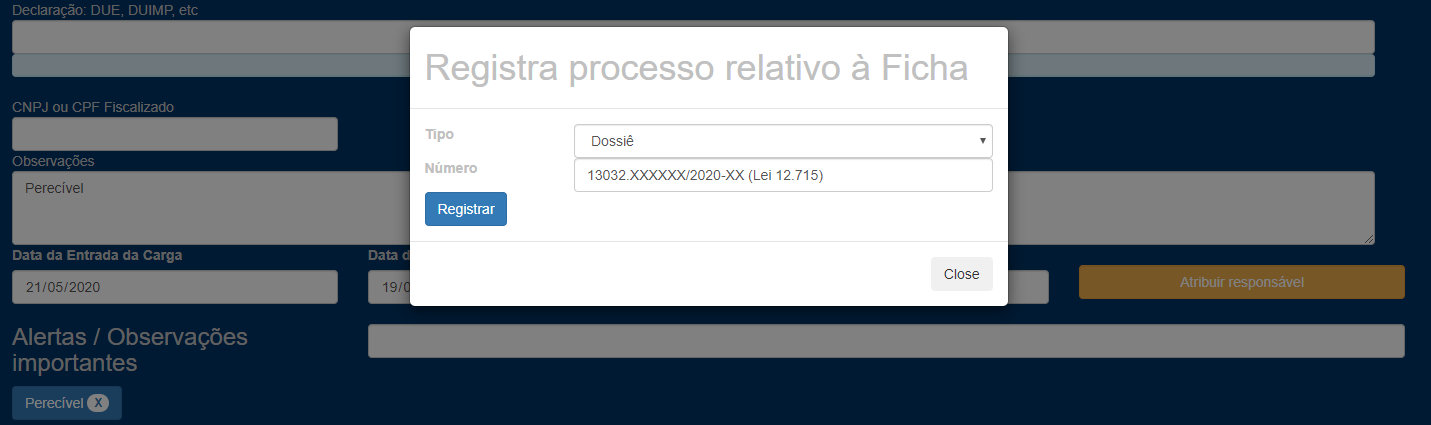 Declaração: DUE, DUIMP, etc
Registra processo relativo à Ficha
CNPJ ou CPF Fiscalizado
Tipo
Dossiê
Número
13032.XXXXXX/2020-XX (Lei 12.715)
Observações
Perecível
Registrar
Data da Entrada da Carga
Data d
21/05/2020
19/0
Close
Atribuir responsável
Alertas / Observações
importantes
Perecível X